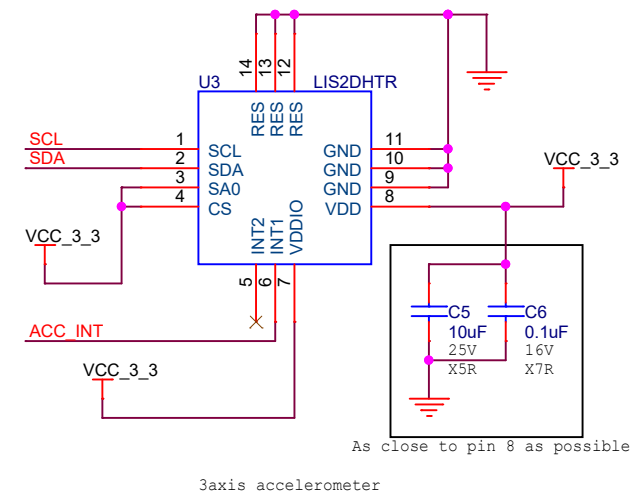 14
13
12
U3
LIS2DHTR
RES
RES
RES
SCL
1
SCL
GND
11
SDA
2
SDA
GND
10
3
SA0
GND
9
VCC_3_3
4
CS
VDD
8
INT2
INT1
VDDIO
VCC_3_3
5
6
7
ACC_INT
C5
C6
10uF
0.1uF
25V
16V
X5R
X7R
VCC_3_3
As close to pin 8 as possible
3axis accelerometer